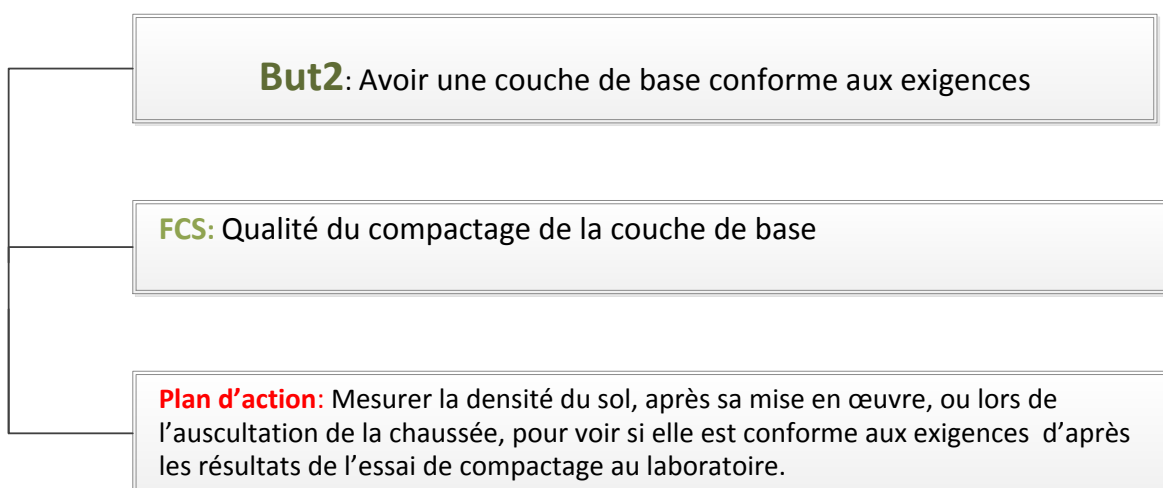 But2: Avoir une couche de base conforme aux exigences
FCS: Qualité du compactage de la couche de base
Plan d’action: Mesurer la densité du sol, après sa mise en œuvre, ou lors de
l’auscultation de la chaussée, pour voir si elle est conforme aux exigences d’après
les résultats de l’essai de compactage au laboratoire.